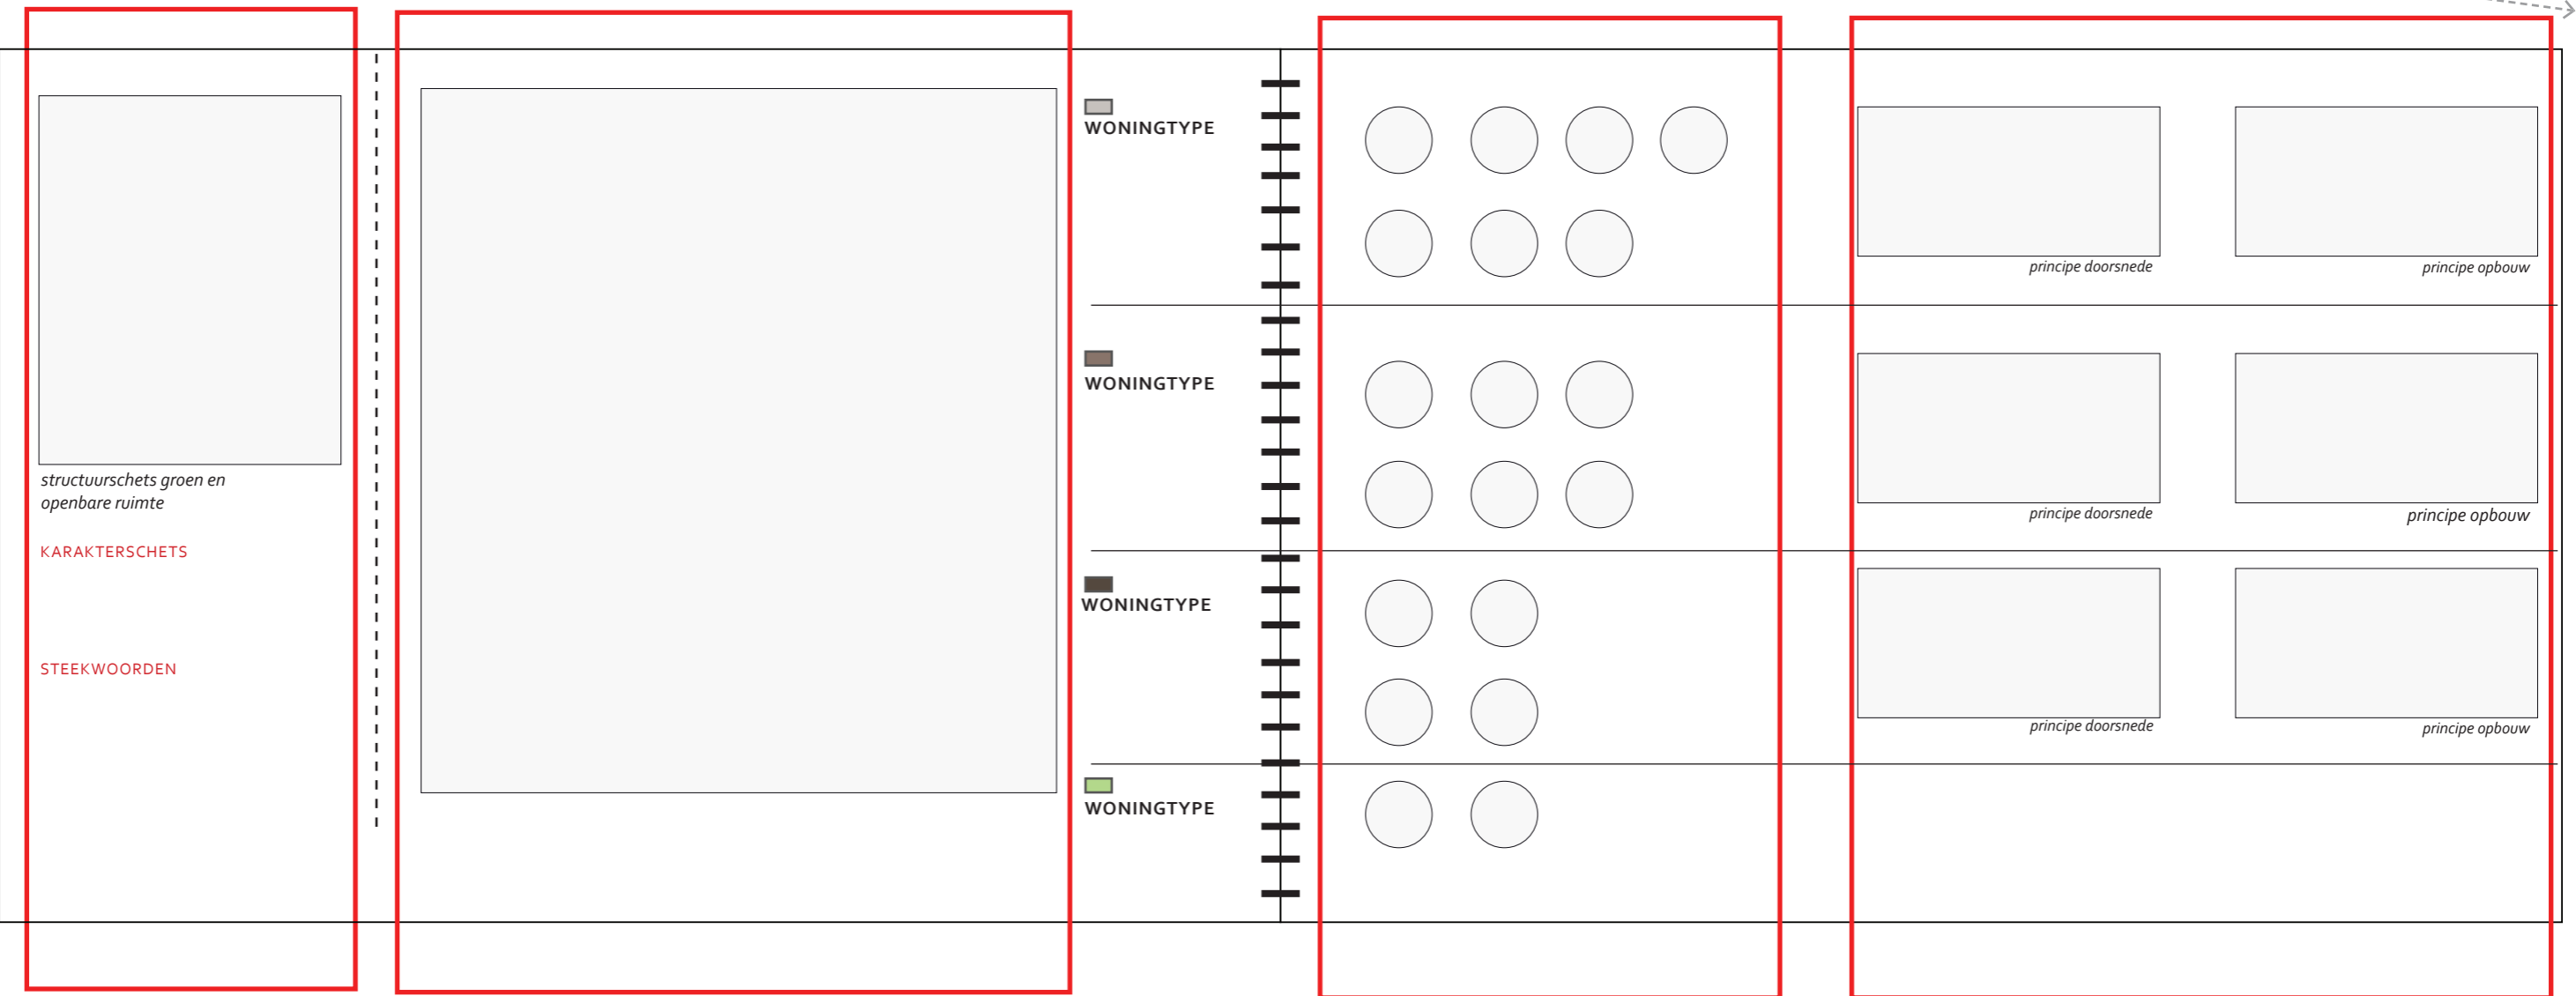 structuurschets groen en
openbare ruimte
KARAKTERSCHETS
STEEKWOORDEN
WONINGTYPE
principe doorsnede
principe opbouw
WONINGTYPE
principe doorsnede
principe opbouw
WONINGTYPE
principe doorsnede
principe opbouw
WONINGTYPE